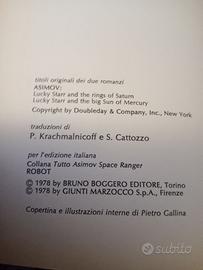 titoli originali dei due romanzi
ASIMOV:
Lucky Starr and the rings of Saturn
Lucky Starr and the big Sun of Mercury
Copyright by Doubleday & Company, Inc., New York
traduzioni di
P. Krachmalnicoff e S. Cattozzo
per l'edizione italiana
Collana Tutto Asimov Space Ranger
ROBOT
© 1978 by BRUNO BOGGERO EDITORE, Torino
© 1978 by GIUNTI MARZOCCO S.p.A., Firenze
Copertina e illustrazioni interne di Pietro Gallina
subito